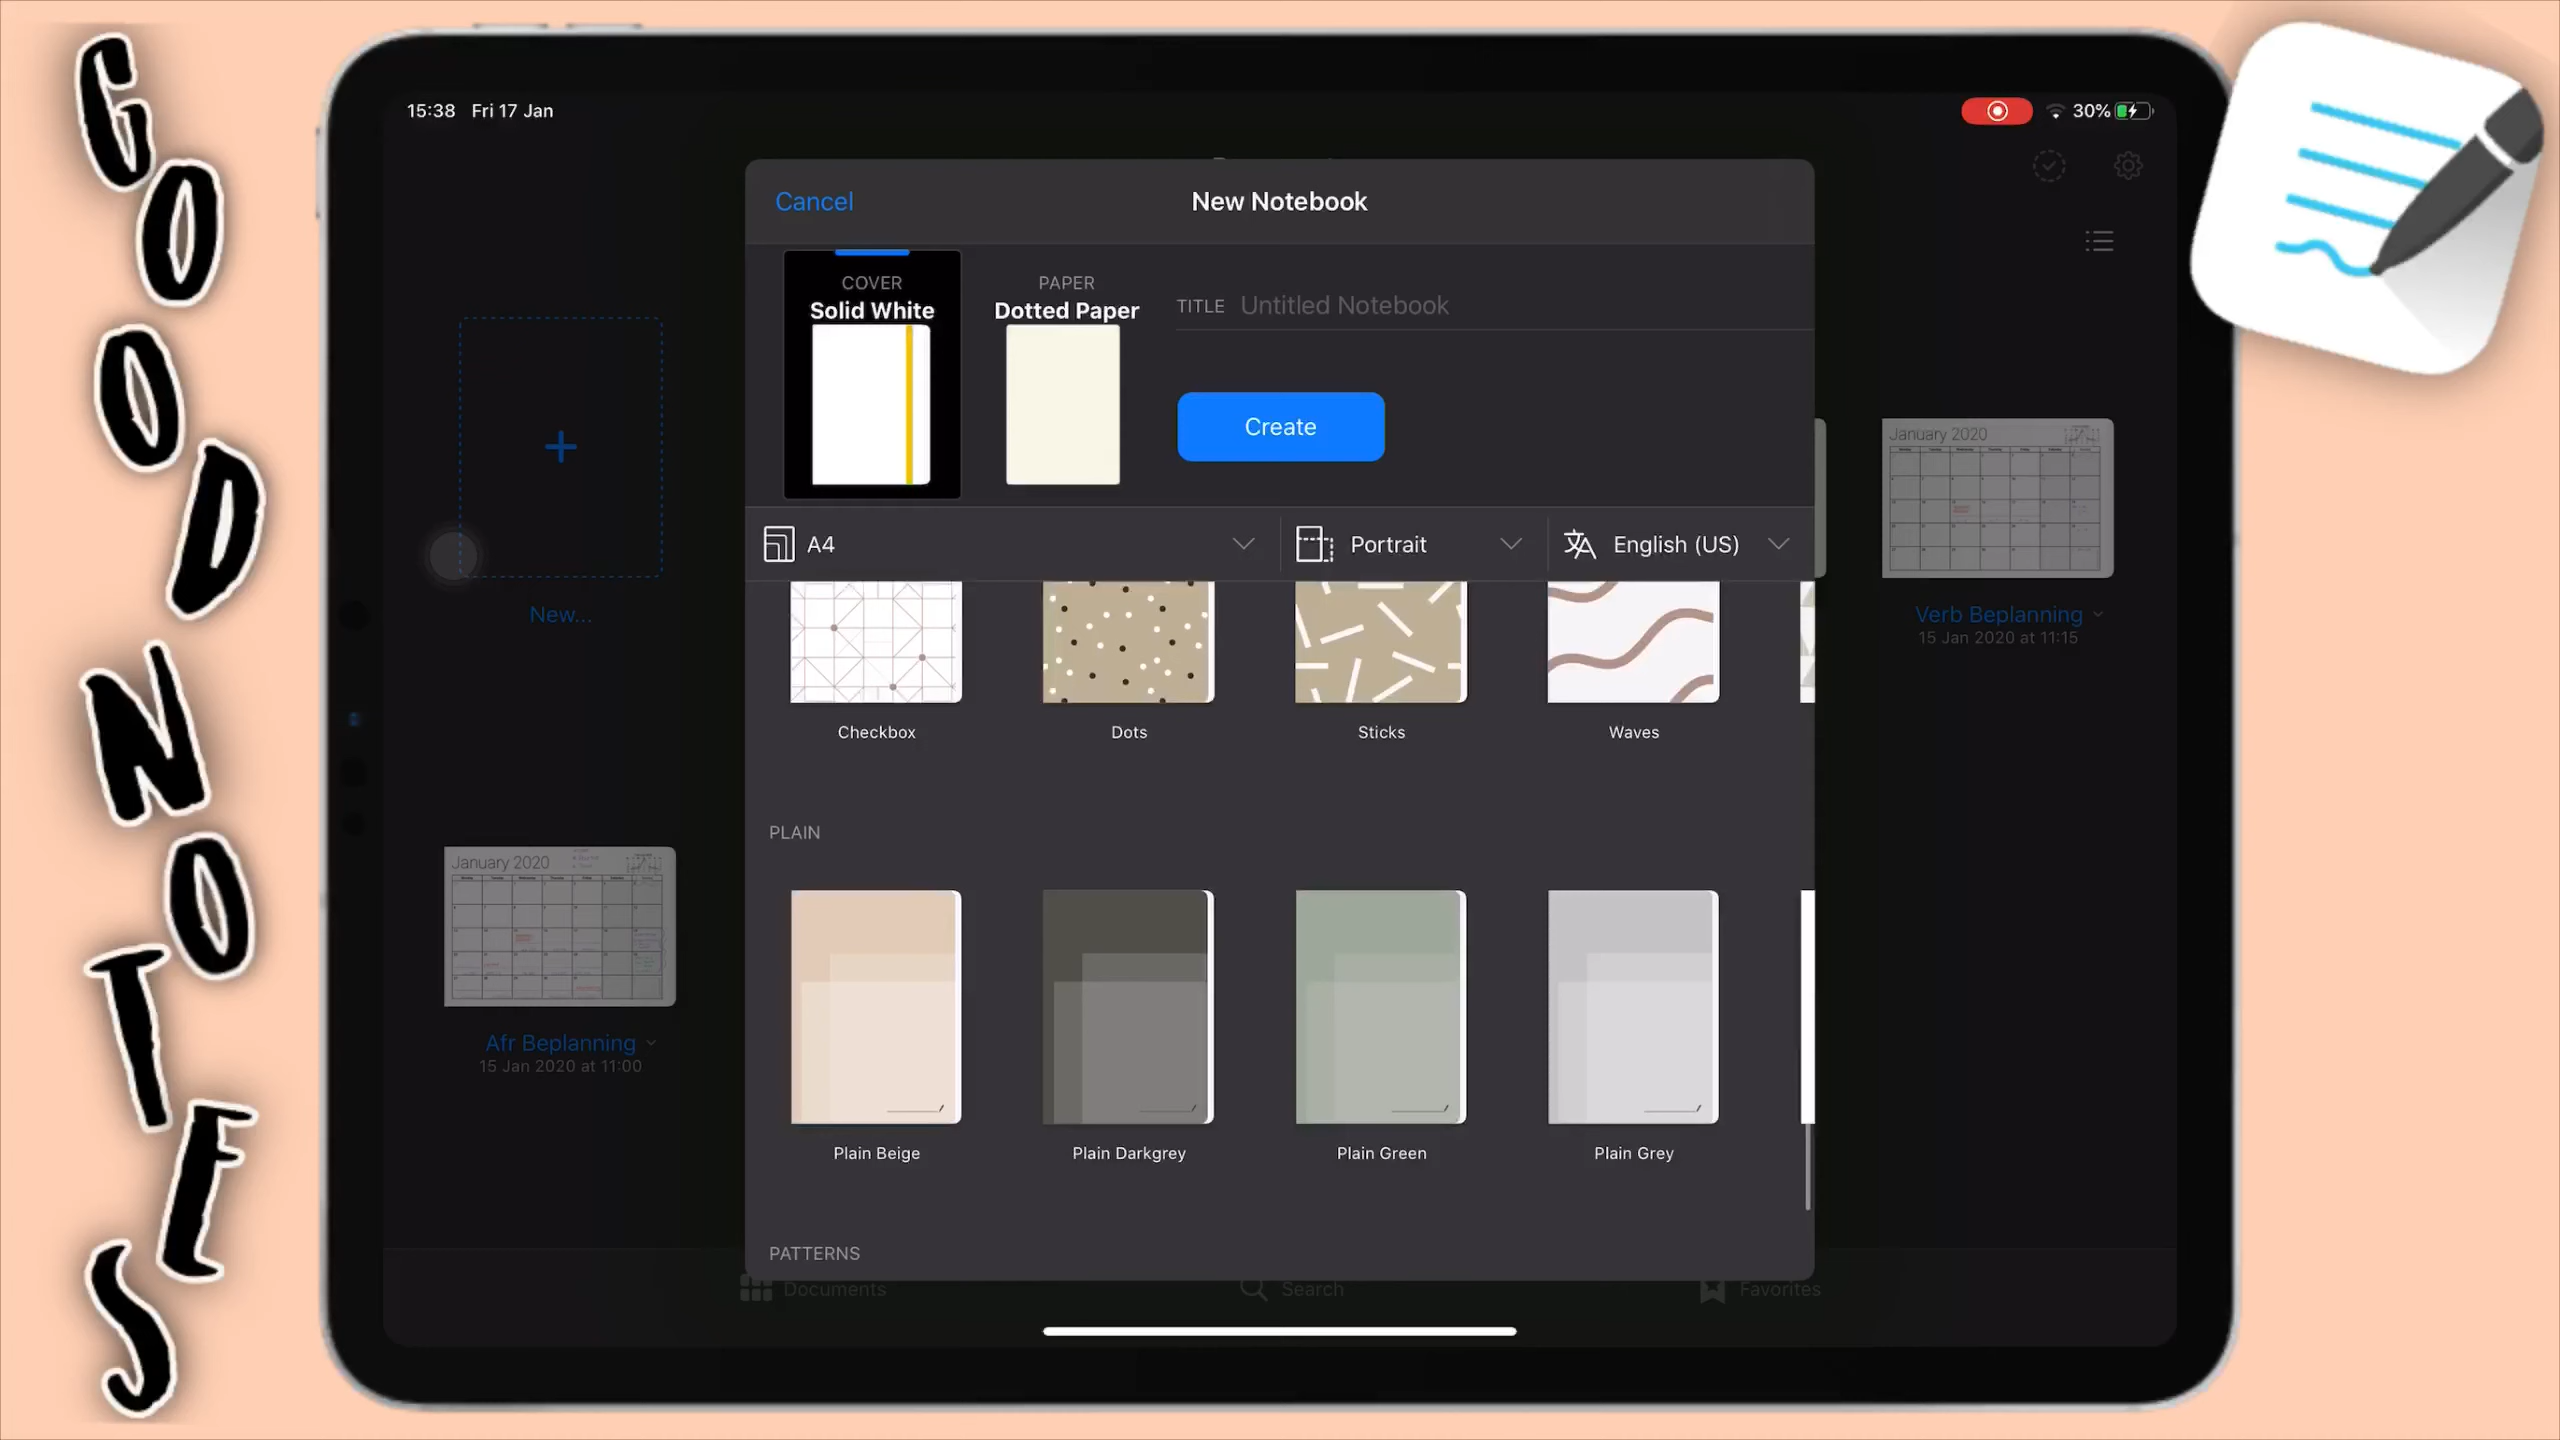 GOOD NOTES
15:38 Fri 17 Jan
30%
Cancel
New Notebook
COVER
Solid White
PAPER
Dotted Paper
TITLE Untitled Notebook
Create
A4
Portrait
English (US)
New...
January 2020
Verb Beplanning
15 Jan 2020 at 11:15
Checkbox
Dots
Sticks
Waves
PLAIN
January 2020
Afr Beplanning
15 Jan 2020 at 11:00
Plain Beige
Plain Darkgrey
Plain Green
Plain Grey
PATTERNS
Documents
Search
Favorites